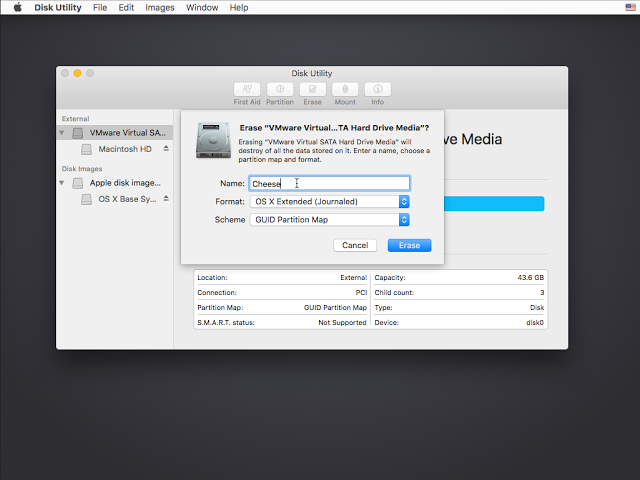 Disk Utility File Edit Images Window Help
Disk Utility
First Aid Partition Erase Mount Info
External
VMware Virtual SA...
Macintosh HD
Disk Images
Apple disk image...
OS X Base Sy...
Erase “VMware Virtual...TA Hard Drive Media”?
Erasing “VMware Virtual SATA Hard Drive Media” will
destroy of all the data stored on it. Enter a name, choose a
partition map and format.
ve Media
Name: Cheese
Format: OS X Extended (Journaled)
Scheme GUID Partition Map
Cancel Erase
Location: External Capacity: 43.6 GB
Connection: PCI Child count: 3
Partition Map: GUID Partition Map Type: Disk
S.M.A.R.T. status: Not Supported Device: disk0